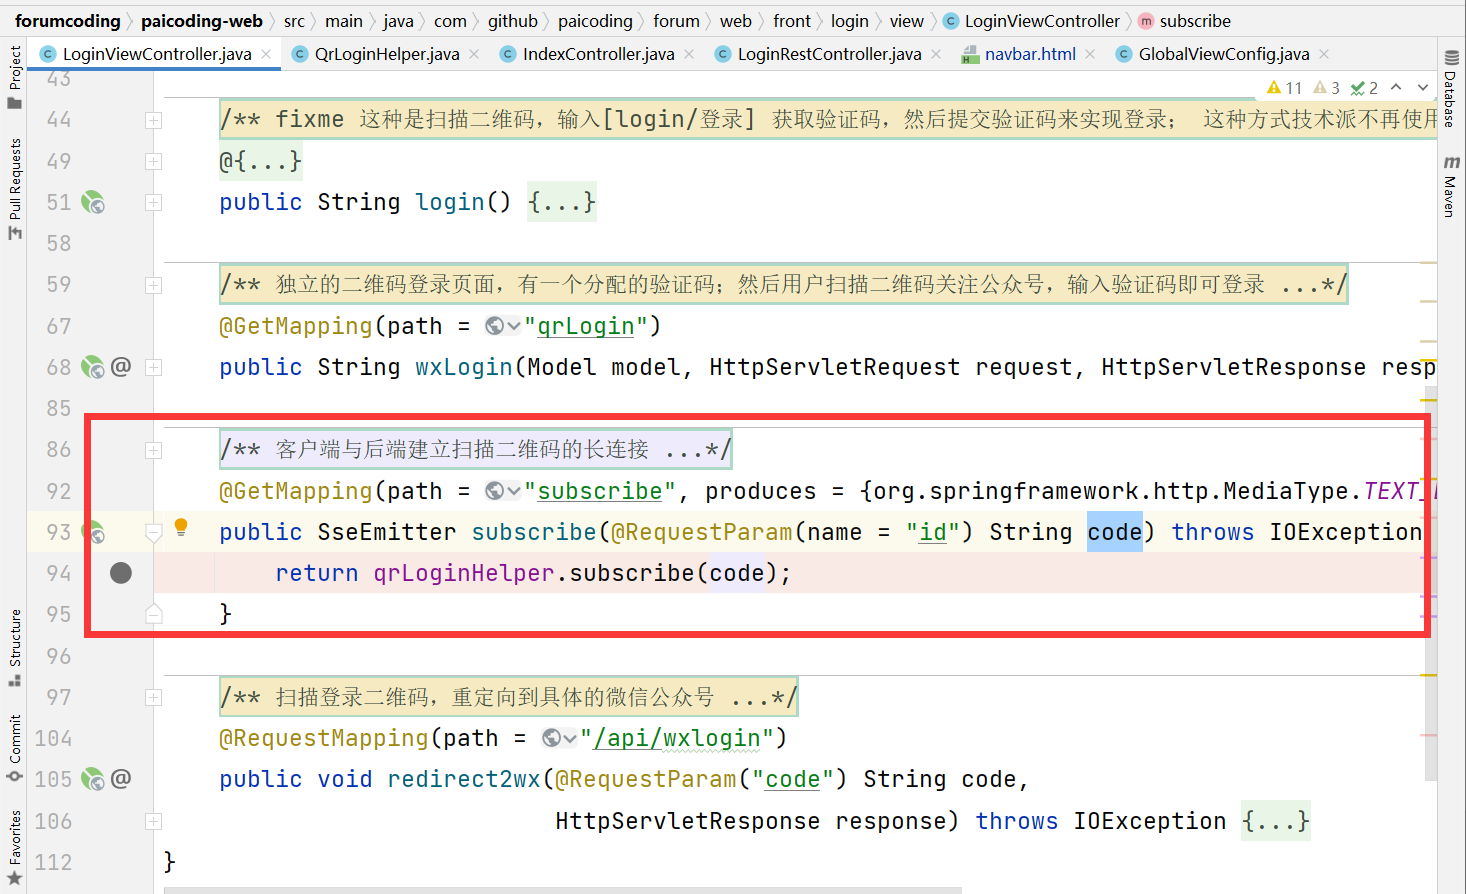 forumcoding 〉 paicoding-web 〉 src 〉 main 〉 java 〉 com 〉 github 〉 paicoding 〉 forum 〉 web 〉 front 〉 login 〉 view 〉 C LoginViewController 〉 m subscribe
LoginViewController.java × QrLoginHelper.java × IndexController.java × LoginRestController.java × navbar.html × GlobalViewConfig.java ×
Project
Pull Requests
Structure
Commit
Favorites
Database
Maven
11 3 2
43
44 /** fixme 这种是扫描二维码，输入[login/登录] 获取验证码，然后提交验证码来实现登录； 这种方式技术派不再使用
49 @{...}
51 public String login() {...}
58
59 /** 独立的二维码登录页面，有一个分配的验证码；然后用户扫描二维码关注公众号，输入验证码即可登录 ...*/
67 @GetMapping(path = "qrLogin")
68 public String wxLogin(Model model, HttpServletRequest request, HttpServletResponse resp
85
86 /** 客户端与后端建立扫描二维码的长连接 ...*/
92 @GetMapping(path = "subscribe", produces = {org.springframework.http.MediaType.TEXT_
93 public SseEmitter subscribe(@RequestParam(name = "id") String code) throws IOException
94 return qrLoginHelper.subscribe(code);
95 }
96
97 /** 扫描登录二维码，重定向到具体的微信公众号 ...*/
104 @RequestMapping(path = "/api/wxlogin")
105 public void redirect2wx(@RequestParam("code") String code,
106 HttpServletResponse response) throws IOException {...}
112 }